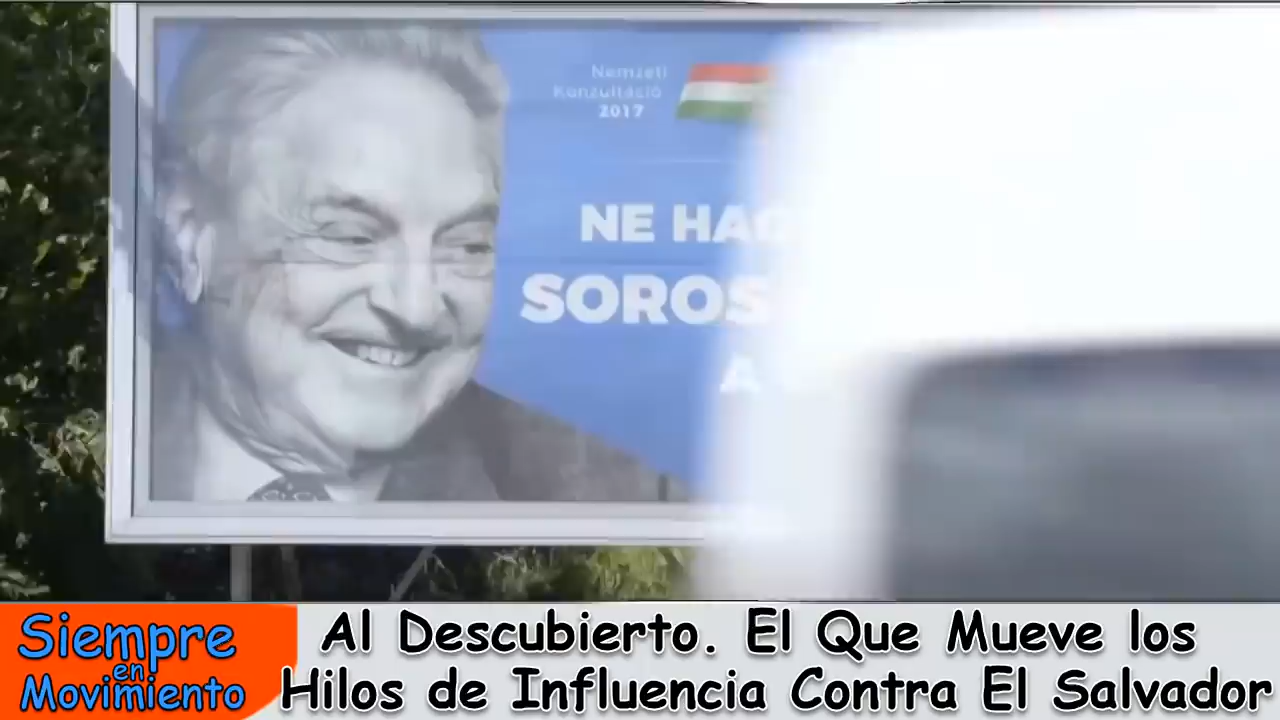 Nemzeti
Konzultáció
2017
NE HAG
SOROS
A
Siempre
en
Movimiento
Al Descubierto. El Que Mueve los
Hilos de Influencia Contra El Salvador